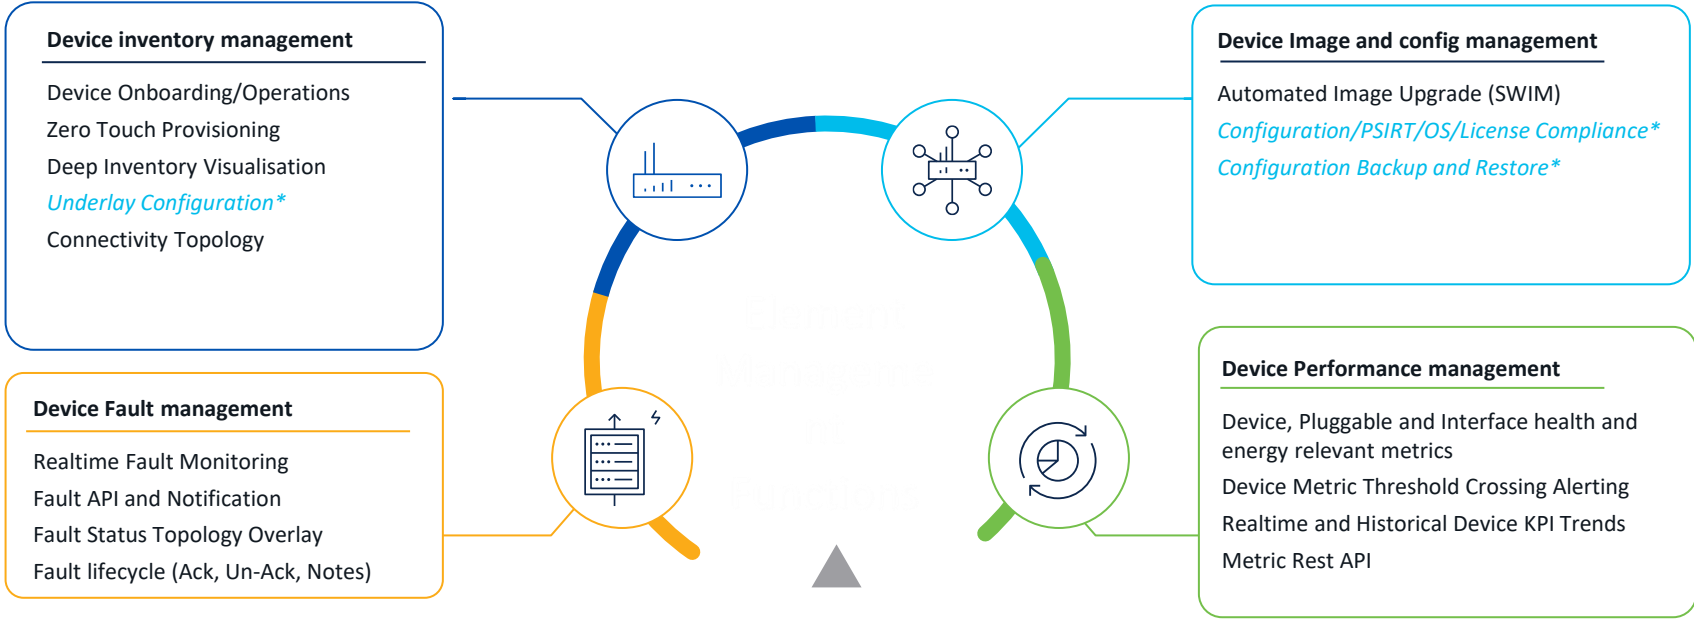 Device inventory management
Device Onboarding/Operations
Zero Touch Provisioning
Deep Inventory Visualisation
Underlay Configuration*
Connectivity Topology
Device Image and config management
Automated Image Upgrade (SWIM)
Configuration/PSIRT/OS/License Compliance*
Configuration Backup and Restore*
Device Fault management
Realtime Fault Monitoring
Fault API and Notification
Fault Status Topology Overlay
Fault lifecycle (Ack, Un-Ack, Notes)
Device Performance management
Device, Pluggable and Interface health and
energy relevant metrics
Device Metric Threshold Crossing Alerting
Realtime and Historical Device KPI Trends
Metric Rest API